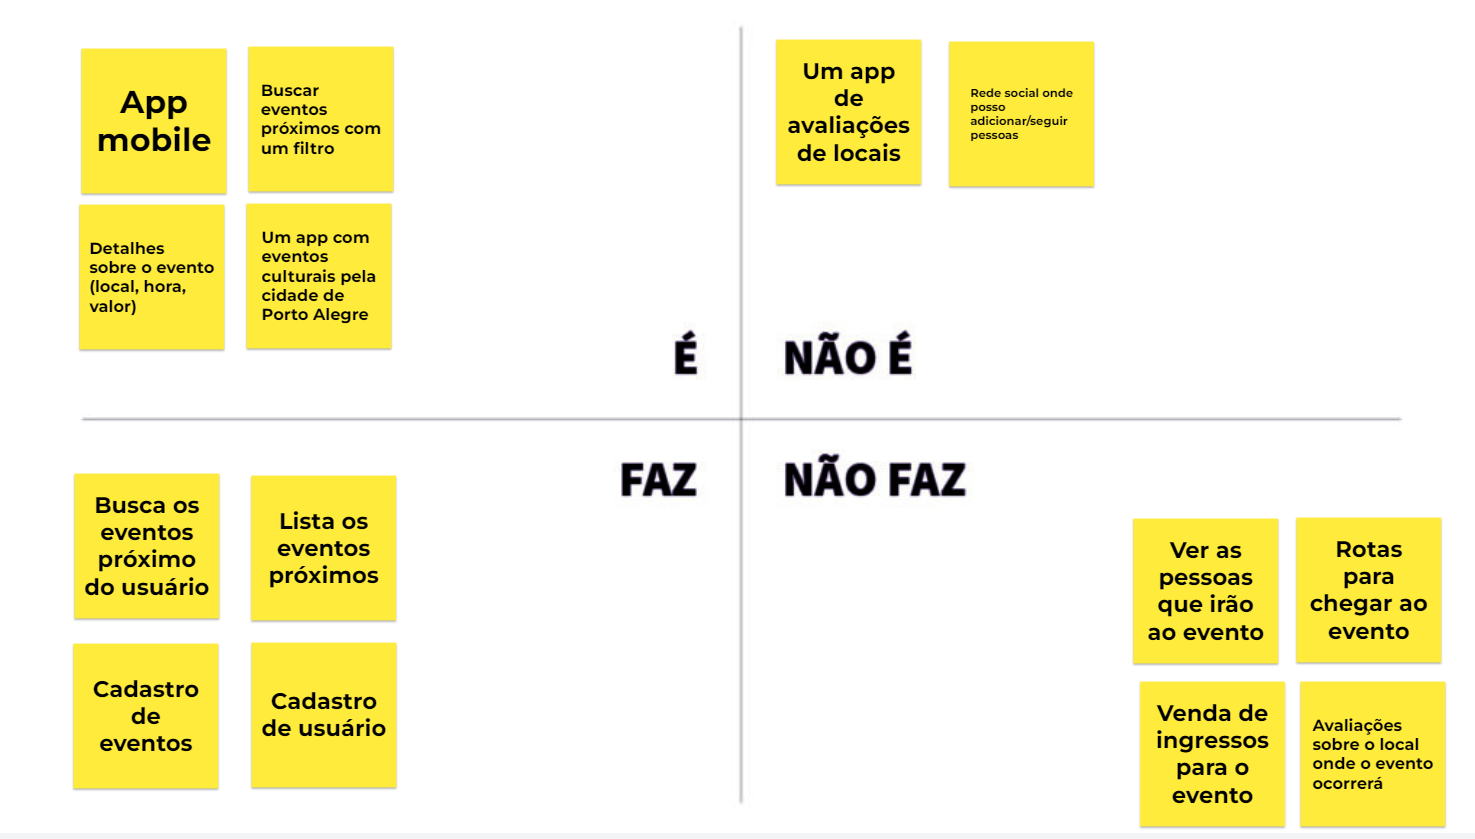 App
mobile
Buscar
eventos
próximos com
um filtro
Detalhes
sobre o evento
(local, hora,
valor)
Um app com
eventos
culturais pela
cidade de
Porto Alegre
É
Um app
de
avaliações
de locais
Rede social onde
posso
adicionar/seguir
pessoas
NÃO É
FAZ
Busca os
eventos
próximo
do usuário
Lista os
eventos
próximos
Cadastro
de
eventos
Cadastro
de usuário
NÃO FAZ
Ver as
pessoas
que irão
ao evento
Rotas
para
chegar ao
evento
Venda de
ingressos
para o
evento
Avaliações
sobre o local
onde o evento
ocorrerá